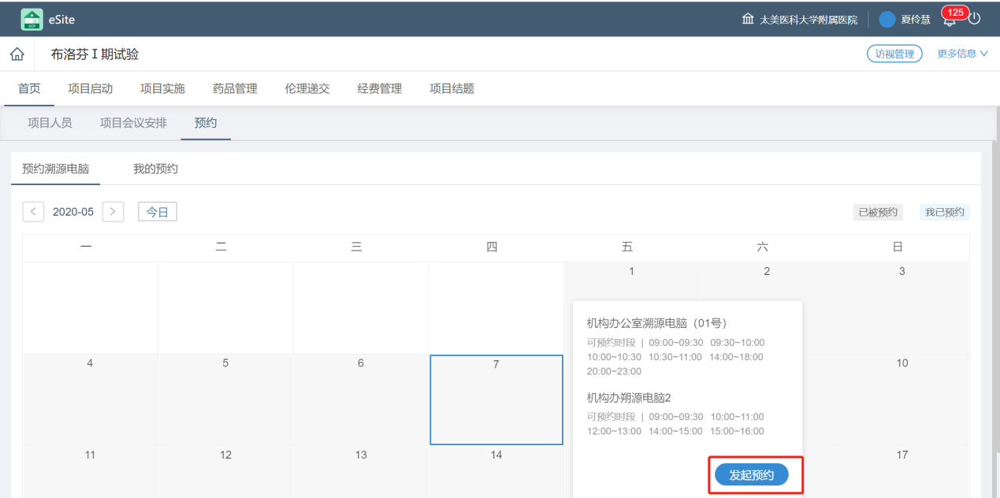 eSite 太美医科大学附属医院 夏伶慧 125
布洛芬 I 期试验 访视管理 更多信息
首页 项目启动 项目实施 药品管理 伦理递交 经费管理 项目结题
项目人员 项目会议安排 预约
预约溯源电脑 我的预约
< 2020-05 > 今日 已被预约 我已预约
一 二 三 四 五 六 日
1 2 3
机构办公室溯源电脑（01号）
可预约时段 | 09:00~09:30 09:30~10:00
10:00~10:30 10:30~11:00 14:00~18:00
20:00~23:00
4 5 6 7 10
机构办朔源电脑2
可预约时段 | 09:00~09:30 10:00~11:00
12:00~13:00 14:00~15:00 15:00~16:00
11 12 13 14 17
发起预约